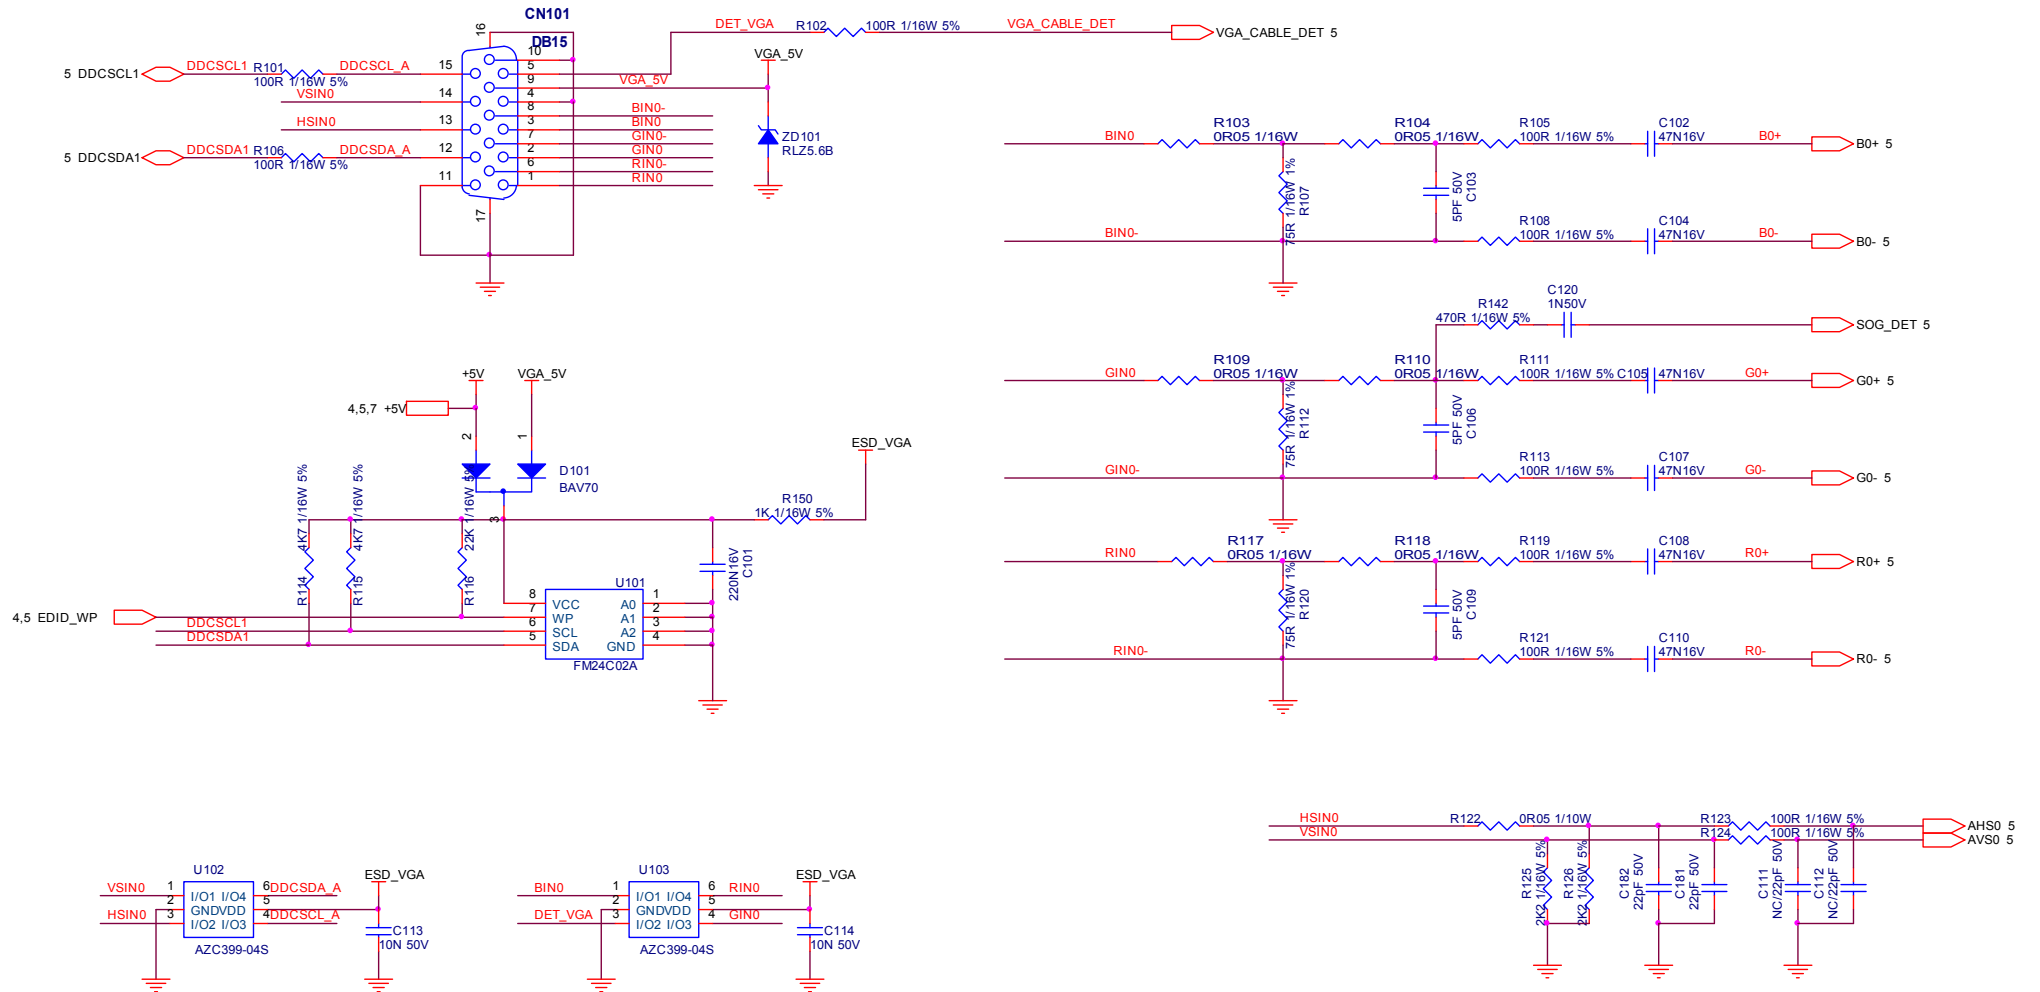 CN101
DB15
16
10
5
9
4
8
3
7
2
6
1
15
14
13
12
11
17
5 DDCSCL1
DDCSCL1
R101
100R 1/16W 5%
DDCSCL_A
VSIN0
HSIN0
5 DDCSDA1
DDCSDA1
R106
100R 1/16W 5%
DDCSDA_A
DET_VGA
R102
100R 1/16W 5%
VGA_CABLE_DET
VGA_CABLE_DET 5
VGA_5V
VGA_5V
BIN0-
BIN0
GIN0-
GIN0
RIN0-
RIN0
ZD101
RLZ5.6B
BIN0
R103
0R05 1/16W
R104
0R05 1/16W
R105
100R 1/16W 5%
C102
47N16V
B0+
B0+ 5
75R 1/16W 1%
R107
5PF 50V
C103
BIN0-
R108
100R 1/16W 5%
C104
47N16V
B0-
B0- 5
R142
470R 1/16W 5%
C120
1N50V
SOG_DET 5
GIN0
R109
0R05 1/16W
R110
0R05 1/16W
R111
100R 1/16W 5%
C105
47N16V
G0+
G0+ 5
75R 1/16W 1%
R112
5PF 50V
C106
GIN0-
R113
100R 1/16W 5%
C107
47N16V
G0-
G0- 5
RIN0
R117
0R05 1/16W
R118
0R05 1/16W
R119
100R 1/16W 5%
C108
47N16V
R0+
R0+ 5
75R 1/16W 1%
R120
5PF 50V
C109
RIN0-
R121
100R 1/16W 5%
C110
47N16V
R0-
R0- 5
+5V
VGA_5V
4,5,7 +5V
2
1
3
D101
BAV70
ESD_VGA
R150
1K 1/16W 5%
R114
4K7 1/16W 5%
R115
4K7 1/16W 5%
R116
22K 1/16W 5%
220N16V
C101
U101
8
7
6
5
VCC
WP
SCL
SDA
A0
A1
A2
GND
1
2
3
4
FM24C02A
4,5 EDID_WP
DDCSCL1
DDCSDA1
U102
VSIN0
HSIN0
1
2
3
I/O1 I/O4
GNDVDD
I/O2 I/O3
6
5
4
DDCSDA_A
DDCSCL_A
AZC399-04S
ESD_VGA
C113
10N 50V
U103
BIN0
DET_VGA
1
2
3
I/O1 I/O4
GNDVDD
I/O2 I/O3
6
5
4
RIN0
GIN0
AZC399-04S
ESD_VGA
C114
10N 50V
HSIN0
VSIN0
R122
0R05 1/10W
R123
100R 1/16W 5%
R124
100R 1/16W 5%
AHS0 5
AVS0 5
R125
2K2 1/16W 5%
R126
2K2 1/16W 5%
C182
22pF 50V
C181
22pF 50V
C111
NC/22pF 50V
C112
NC/22pF 50V